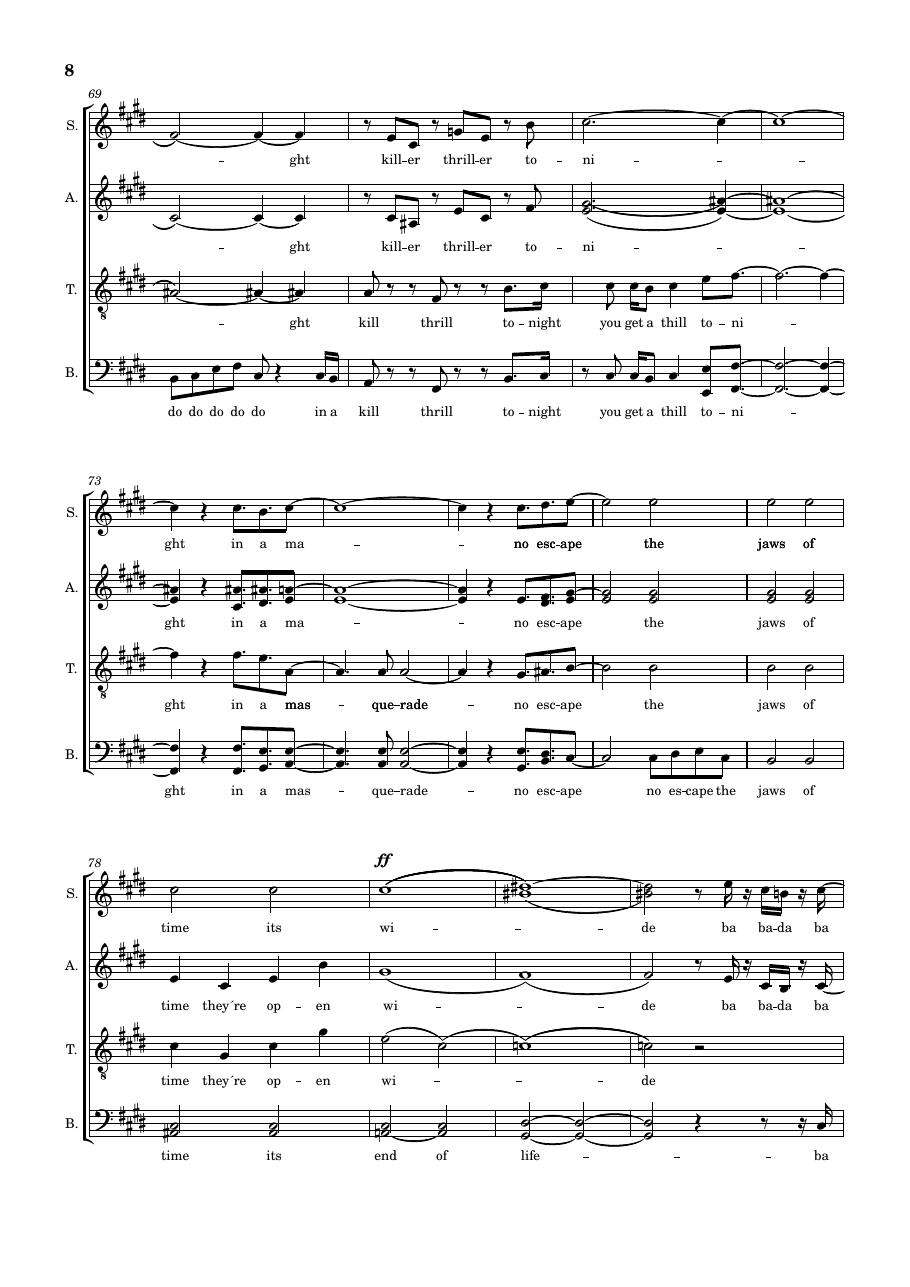 8
69
S.
– ght kill–er thrill–er to – ni – –
A.
– ght kill–er thrill–er to – ni – –
T.
– ght kill thrill to – night you get a thill to – ni –
B.
do do do do do in a kill thrill to – night you get a thill to – ni –
73
S.
ght in a ma – – no esc–ape the jaws of
A.
ght in a ma – – no esc–ape the jaws of
T.
ght in a mas – que–rade – no esc–ape the jaws of
B.
ght in a mas – que–rade – no esc–ape no es–cape the jaws of
78
ff
S.
time its wi – – – de ba ba–da ba
A.
time they´re op – en wi – – – de ba ba–da ba
T.
time they´re op – en wi – – – de
B.
time its end of life – – – ba